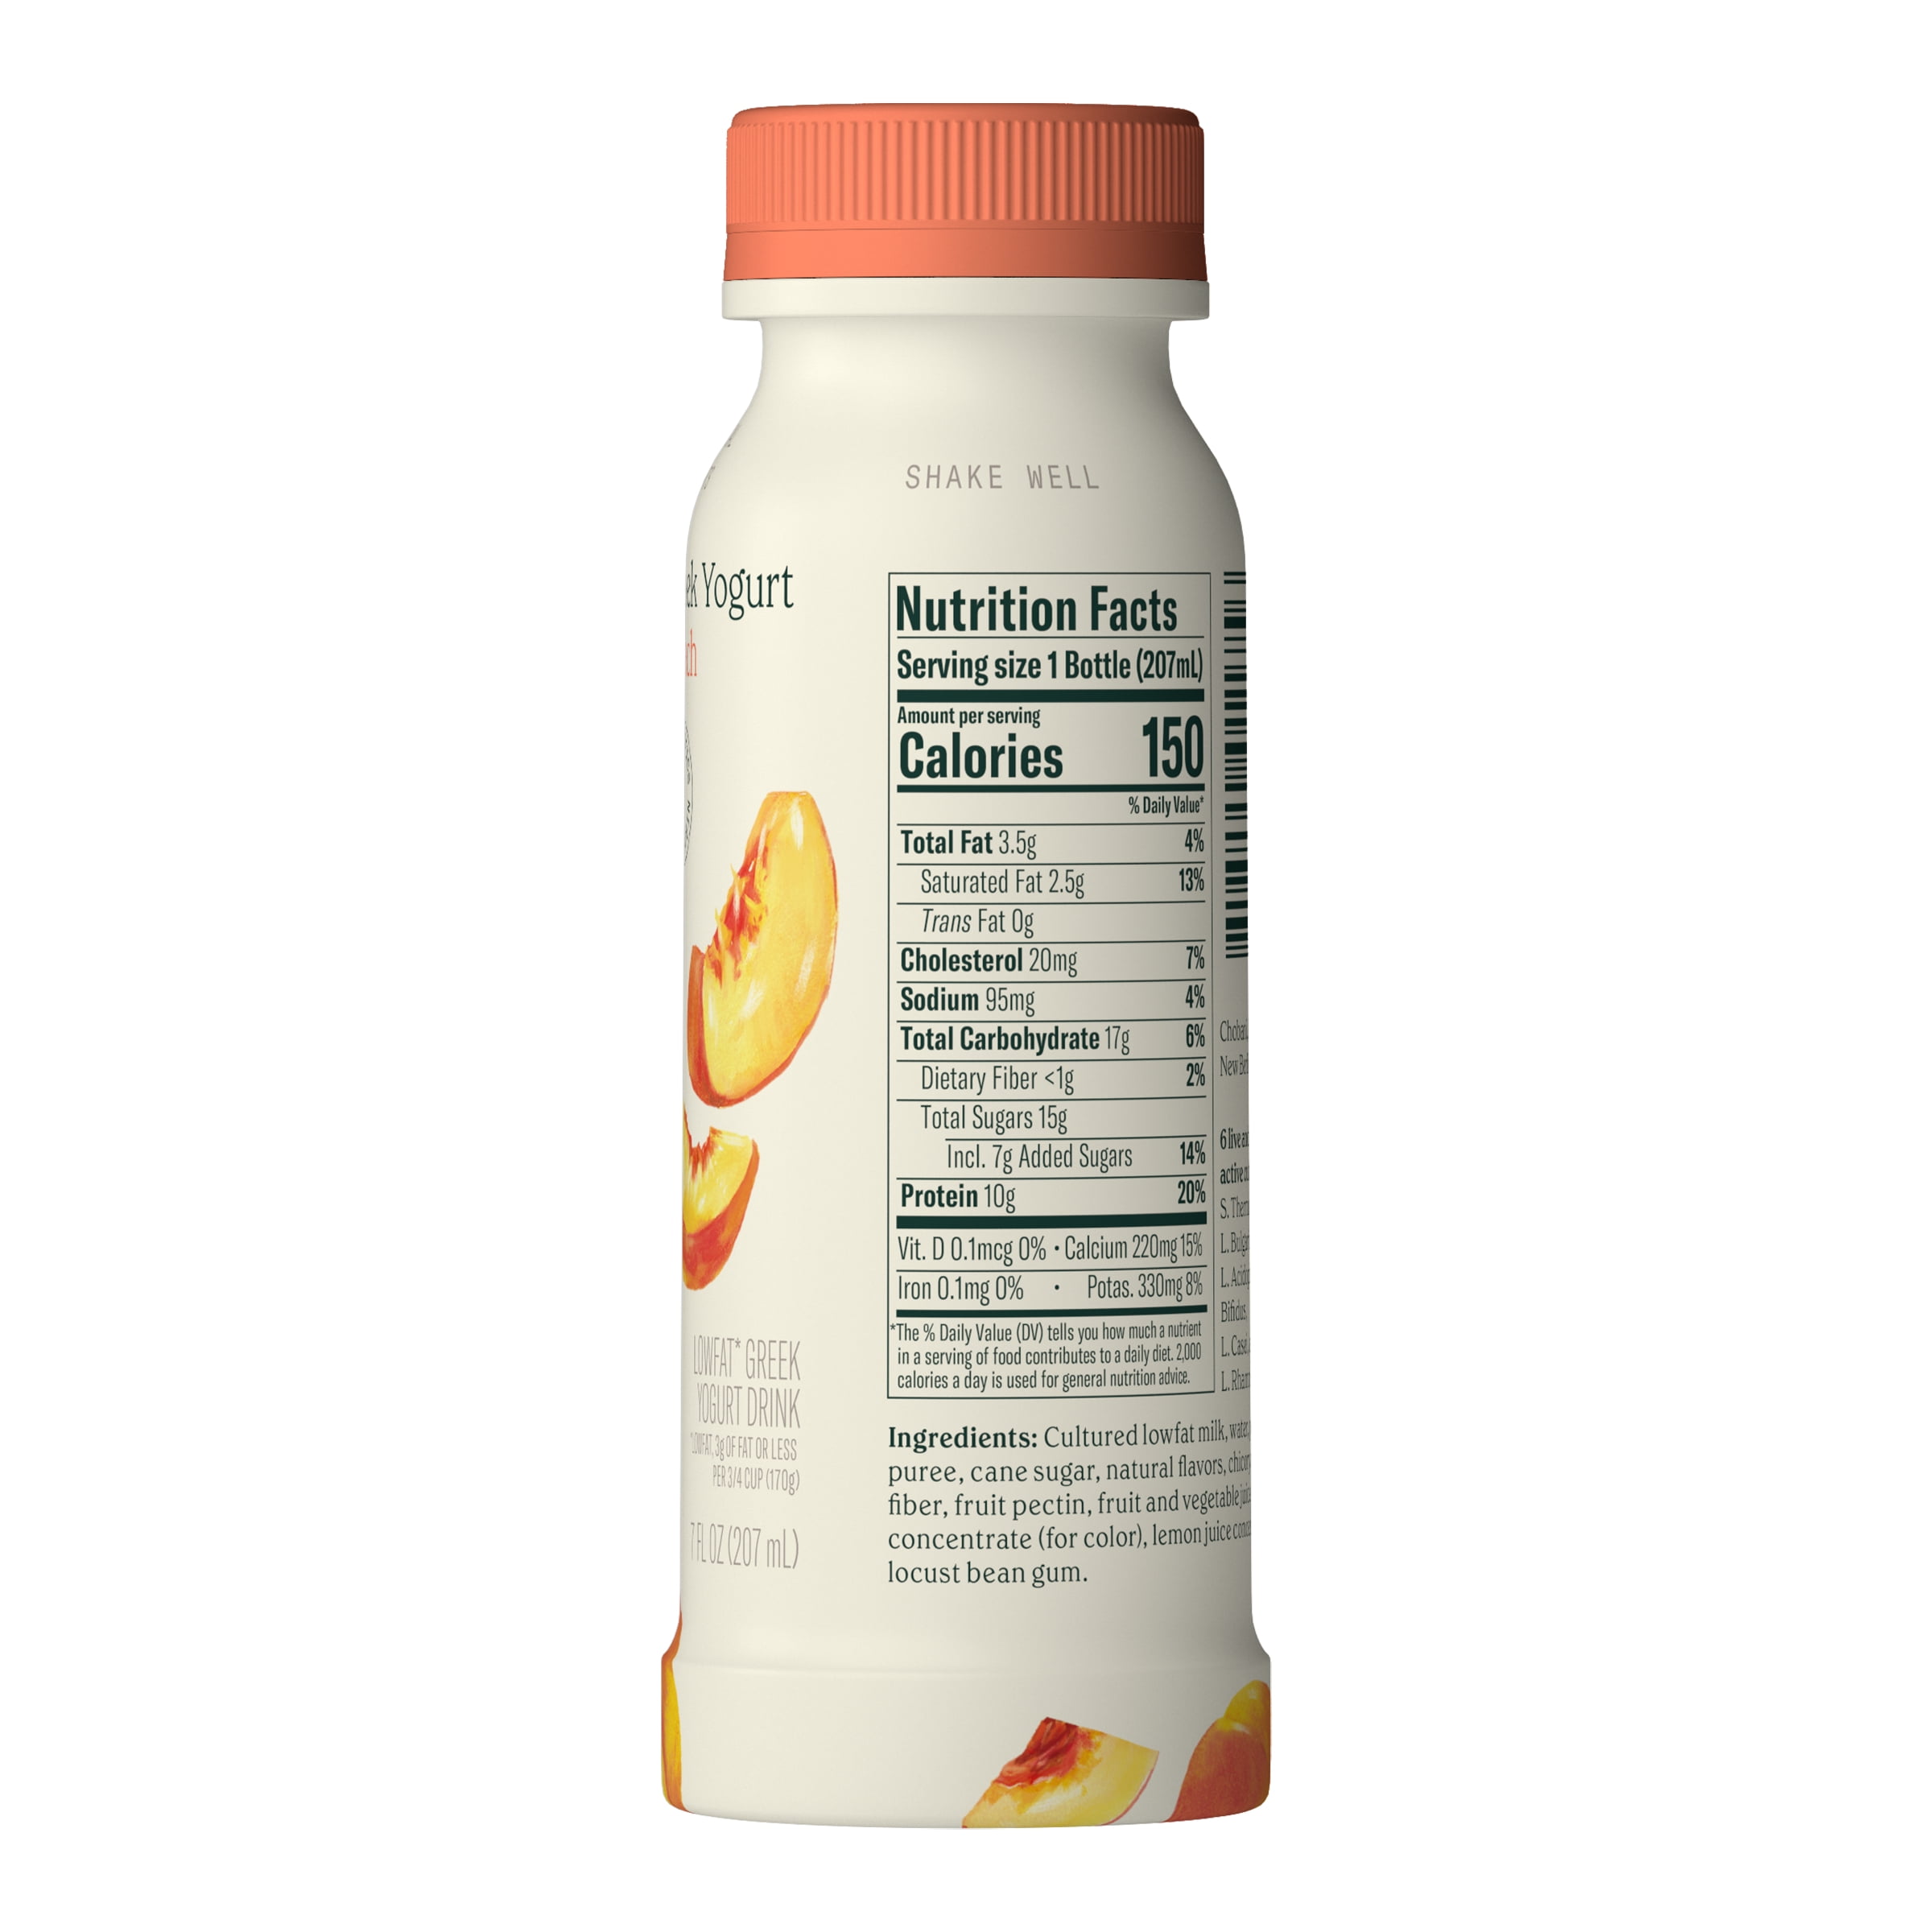 SHAKE WELL
Yogurt
LOWFAT* GREEK
YOGURT DRINK
*LOWFAT, 3g OF FAT OR LESS
PER 3/4 CUP (170g)
7 FL OZ (207 mL)
Nutrition Facts
Serving size 1 Bottle (207mL)
Amount per serving
Calories 150
% Daily Value*
Total Fat 3.5g 4%
Saturated Fat 2.5g 13%
Trans Fat 0g
Cholesterol 20mg 7%
Sodium 95mg 4%
Total Carbohydrate 17g 6%
Dietary Fiber <1g 2%
Total Sugars 15g
Incl. 7g Added Sugars 14%
Protein 10g 20%
Vit. D 0.1mcg 0% • Calcium 220mg 15%
Iron 0.1mg 0% • Potas. 330mg 8%
*The % Daily Value (DV) tells you how much a nutrient
in a serving of food contributes to a daily diet. 2,000
calories a day is used for general nutrition advice.
Ingredients: Cultured lowfat milk, water,
puree, cane sugar, natural flavors,
fiber, fruit pectin, fruit and vegetable
concentrate (for color), lemon juice
locust bean gum.
New
6 live
active
S.
L.
L.
Bifidus
L. Casei
L.